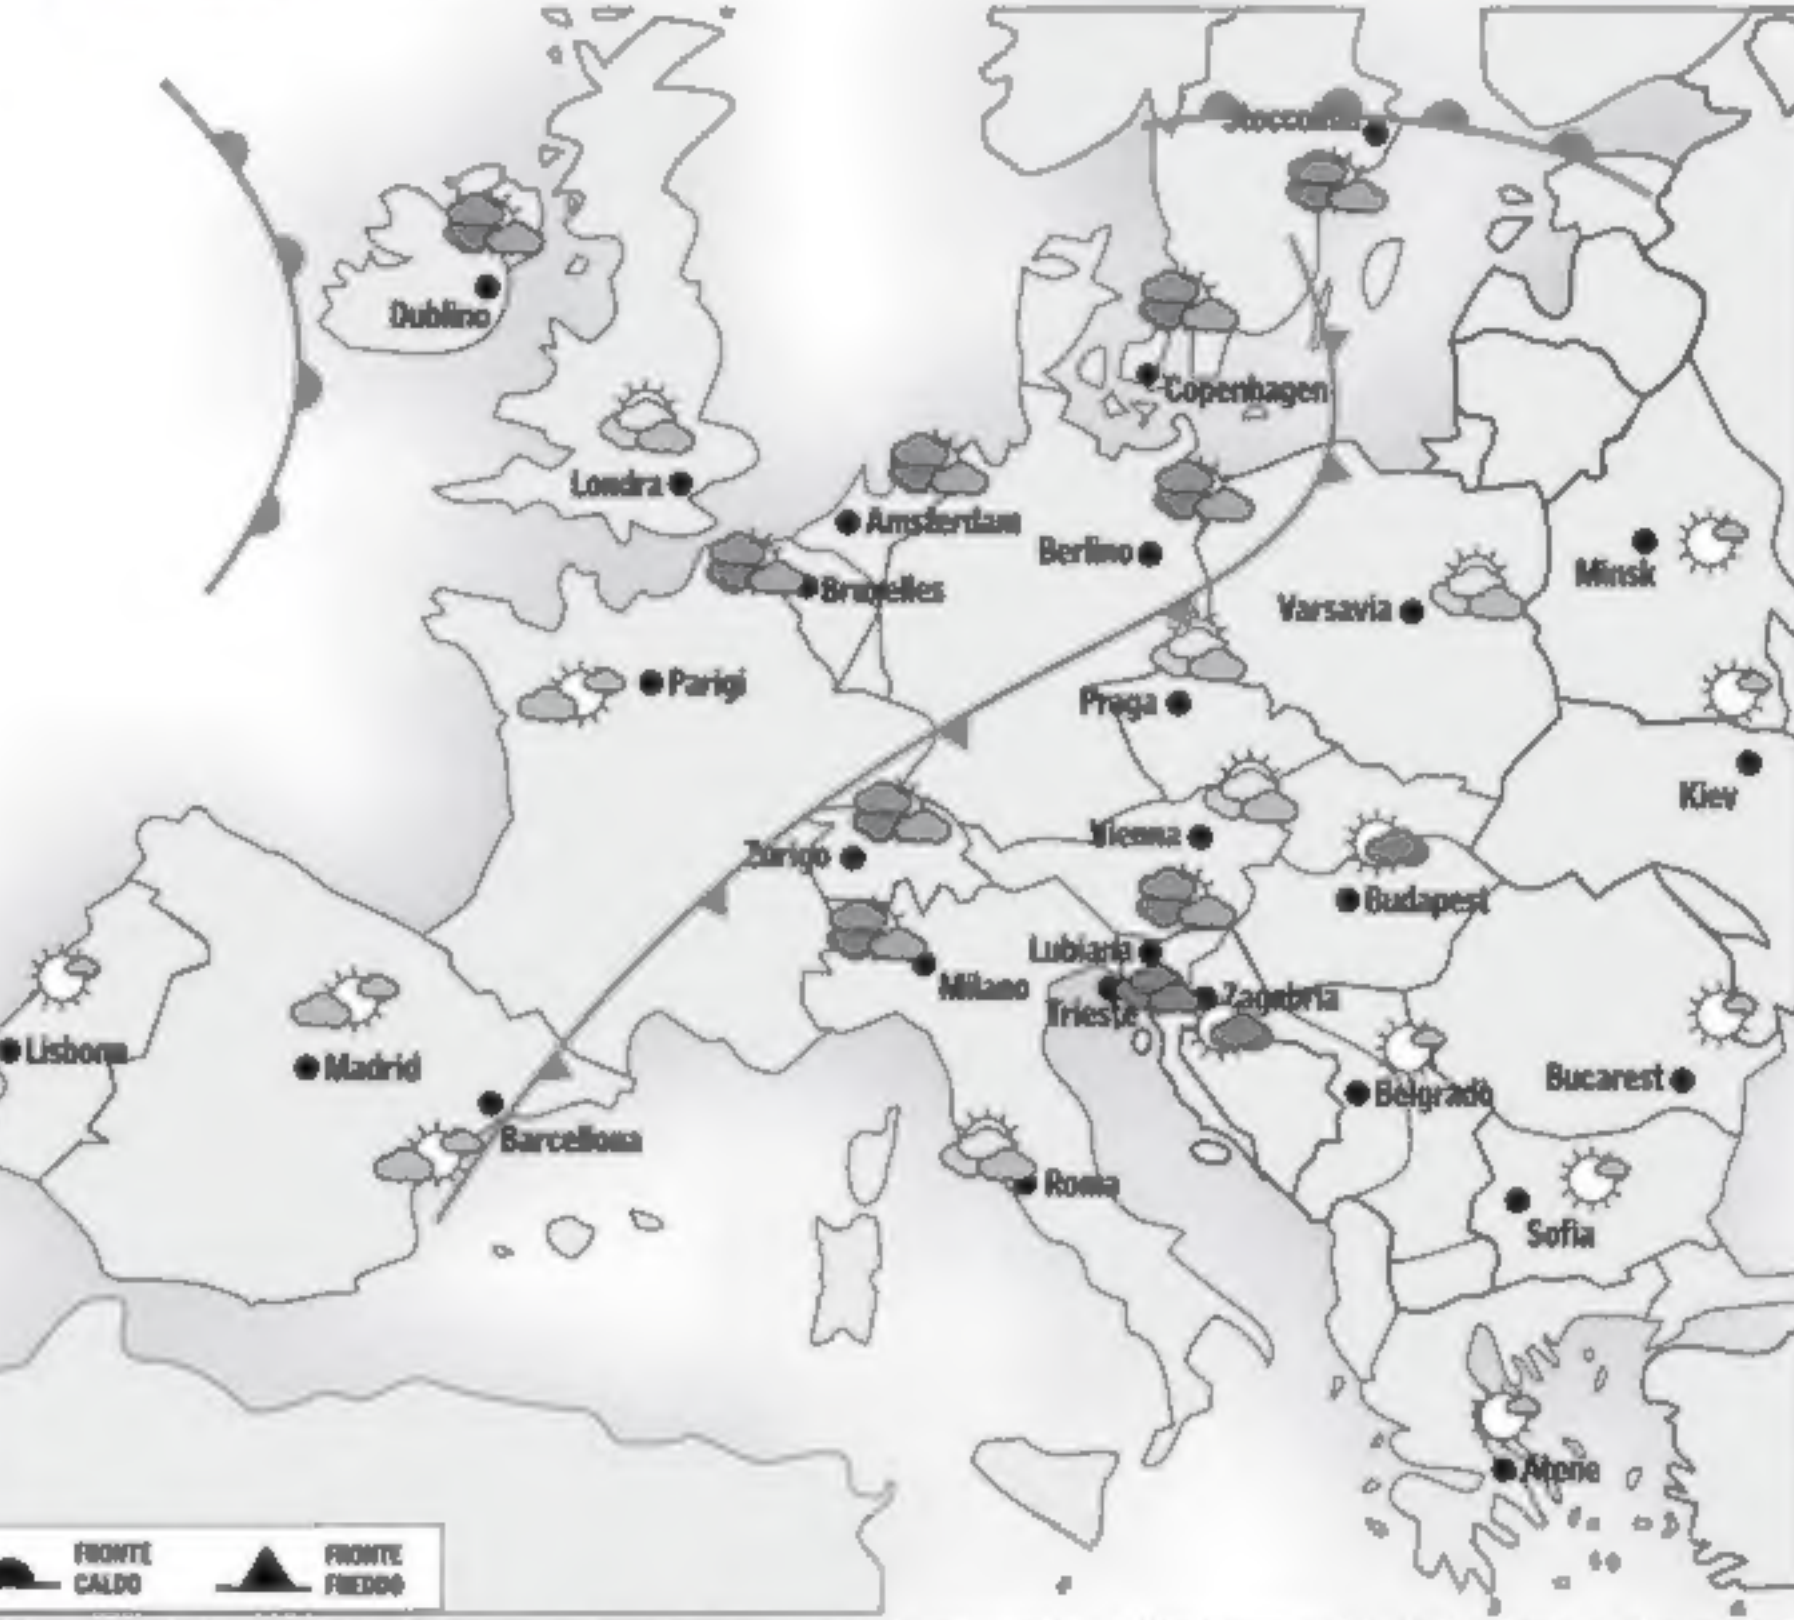 Stoccolma
Dublino
Copenhagen
Londra
Amsterdam
Berlino
Minsk
Bruxelles
Varsavia
Parigi
Praga
Kiev
Vienna
Zurigo
Budapest
Lubiana
Milano
Zagabria
Trieste
Lisbona
Madrid
Belgrado
Bucarest
Barcellona
Roma
Sofia
Atene
FRONTE
CALDO
FRONTE
FREDDO